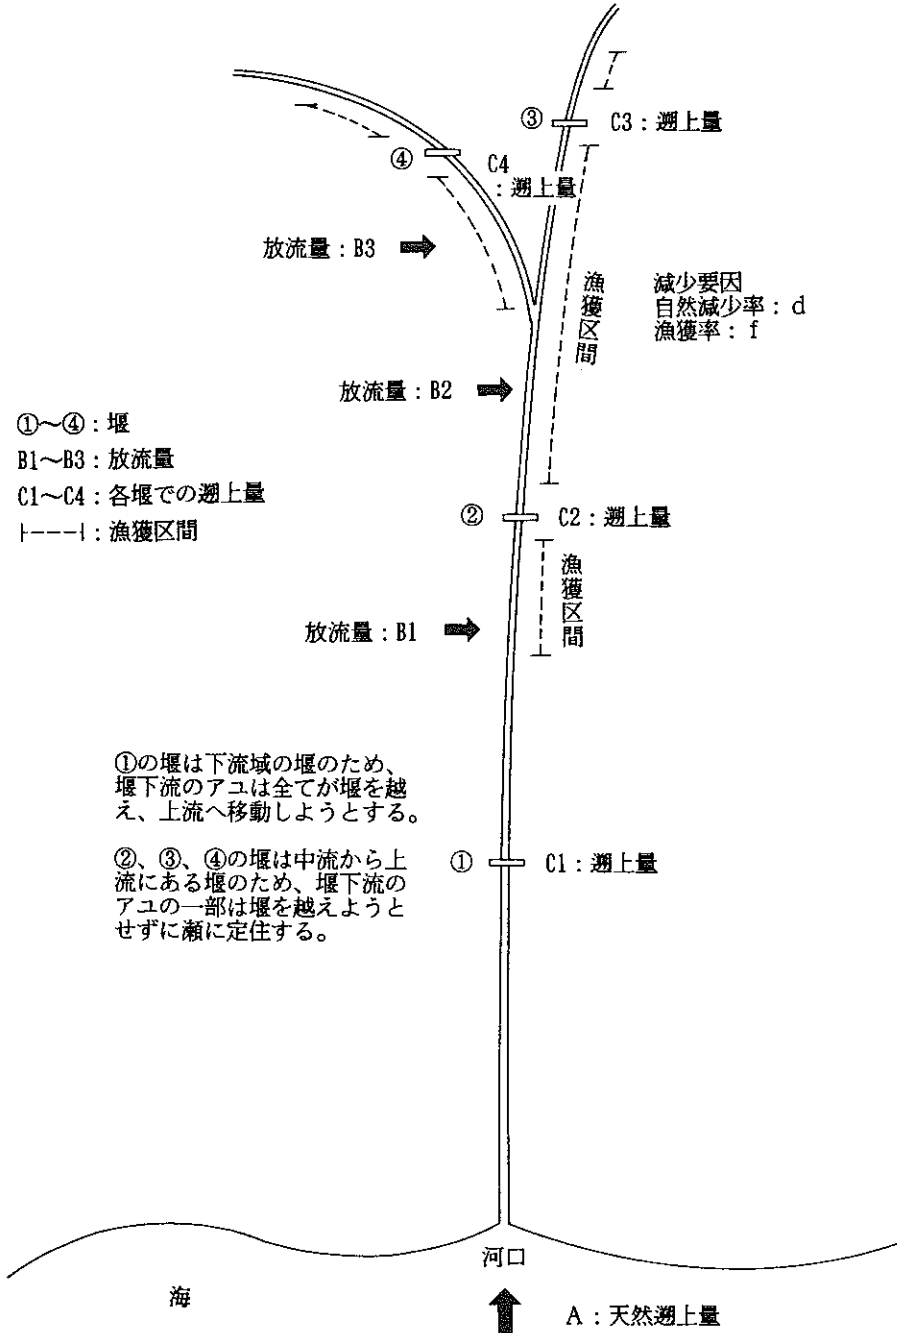 ③
C3：遡上量
④
C4
：遡上量
放流量：B3
漁獲区間
減少要因
自然減少率：d
漁獲率：f
放流量：B2
①～④：堰
B1～B3：放流量
C1～C4：各堰での遡上量
├---┤：漁獲区間
②
C2：遡上量
漁獲区間
放流量：B1
①の堰は下流域の堰のため、
堰下流のアユは全てが堰を越
え、上流へ移動しようとする。
②、③、④の堰は中流から上
流にある堰のため、堰下流の
アユの一部は堰を越えようと
せずに瀬に定住する。
①
C1：遡上量
河口
海
A：天然遡上量